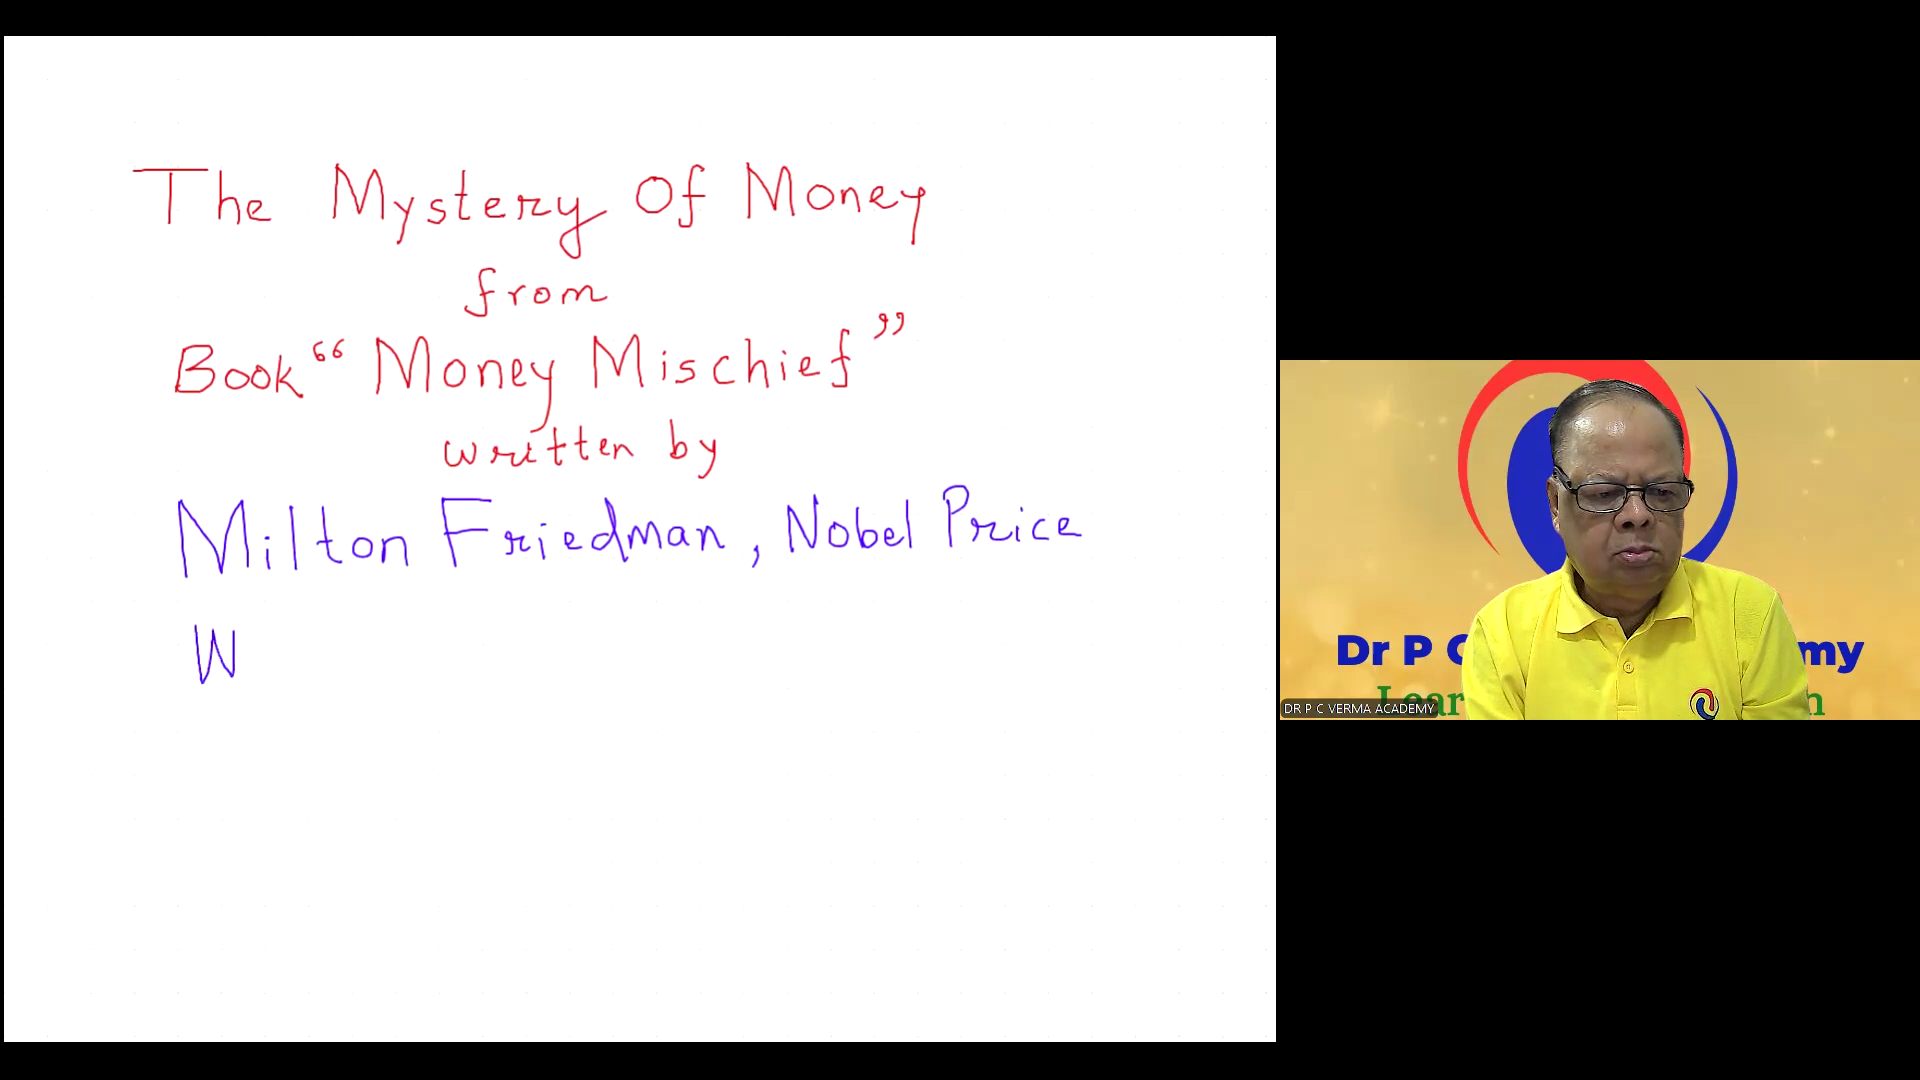 The Mystery Of Money
from
Book “Money Mischief”
written by
Milton Friedman, Nobel Price
W
Dr P C my
Lear n
DR P C VERMA ACADEMY